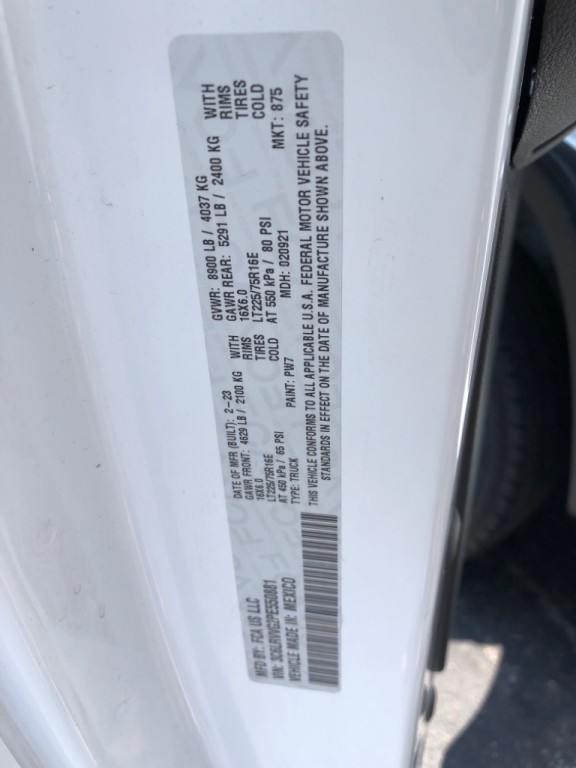 MFD BY: FCA US LLC
DATE OF MFR (BUILT): 2-23
GVWR: 8900 LB / 4037 KG
GAWR FRONT: 4629 LB / 2100 KG WITH
GAWR REAR: 5291 LB / 2400 KG WITH
16X6.0 RIMS
16X6.0 RIMS
LT225/75R16E TIRES
LT225/75R16E TIRES
AT 450 kPa / 65 PSI COLD
AT 550 kPa / 80 PSI COLD
VIN: 3C6LRVVG2PE550881
TYPE: TRUCK
PAINT: PW7
MDH: 020921
MKT: 875
VEHICLE MADE IN: MEXICO
THIS VEHICLE CONFORMS TO ALL APPLICABLE U.S.A. FEDERAL MOTOR VEHICLE SAFETY
STANDARDS IN EFFECT ON THE DATE OF MANUFACTURE SHOWN ABOVE.